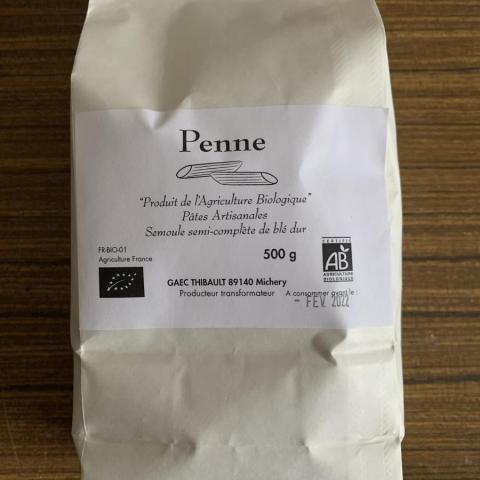 Penne
"Produit de l'Agriculture Biologique"
Pâtes Artisanales
Semoule semi-complète de blé dur
500 g
FR-BIO-01
Agriculture France
CERTIFIÉ
AB
AGRICULTURE
BIOLOGIQUE
GAEC THIBAULT 89140 Michery
Producteur transformateur
A consommer avant le :
- FEV. 2022